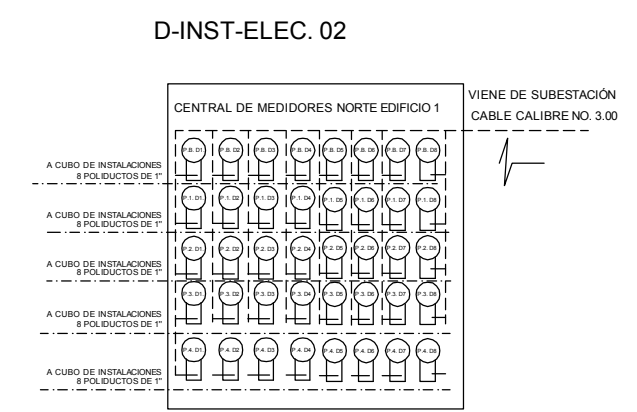 D-INST-ELEC. 02
VIENE DE SUBESTACIÓN
CABLE CALIBRE NO. 3.00
CENTRAL DE MEDIDORES NORTE EDIFICIO 1
P.B. D1 P.B. D2 P.B. D3 P.B. D4 P.B. D5 P.B. D6 P.B. D7 P.B. D8
A CUBO DE INSTALACIONES
8 POLIDUCTOS DE 1"
P.1. D1 P.1. D2 P.1. D3 P.1. D4 P.1. D5 P.1. D6 P.1. D7 P.1. D8
A CUBO DE INSTALACIONES
8 POLIDUCTOS DE 1"
P.2. D1 P.2. D2 P.2. D3 P.2. D4 P.2. D5 P.2. D6 P.2. D7 P.2. D8
A CUBO DE INSTALACIONES
8 POLIDUCTOS DE 1"
P.3. D1 P.3. D2 P.3. D3 P.3. D4 P.3. D5 P.3. D6 P.3. D7 P.3. D8
A CUBO DE INSTALACIONES
8 POLIDUCTOS DE 1"
P.4. D1 P.4. D2 P.4. D3 P.4. D4 P.4. D5 P.4. D6 P.4. D7 P.4. D8
A CUBO DE INSTALACIONES
8 POLIDUCTOS DE 1"